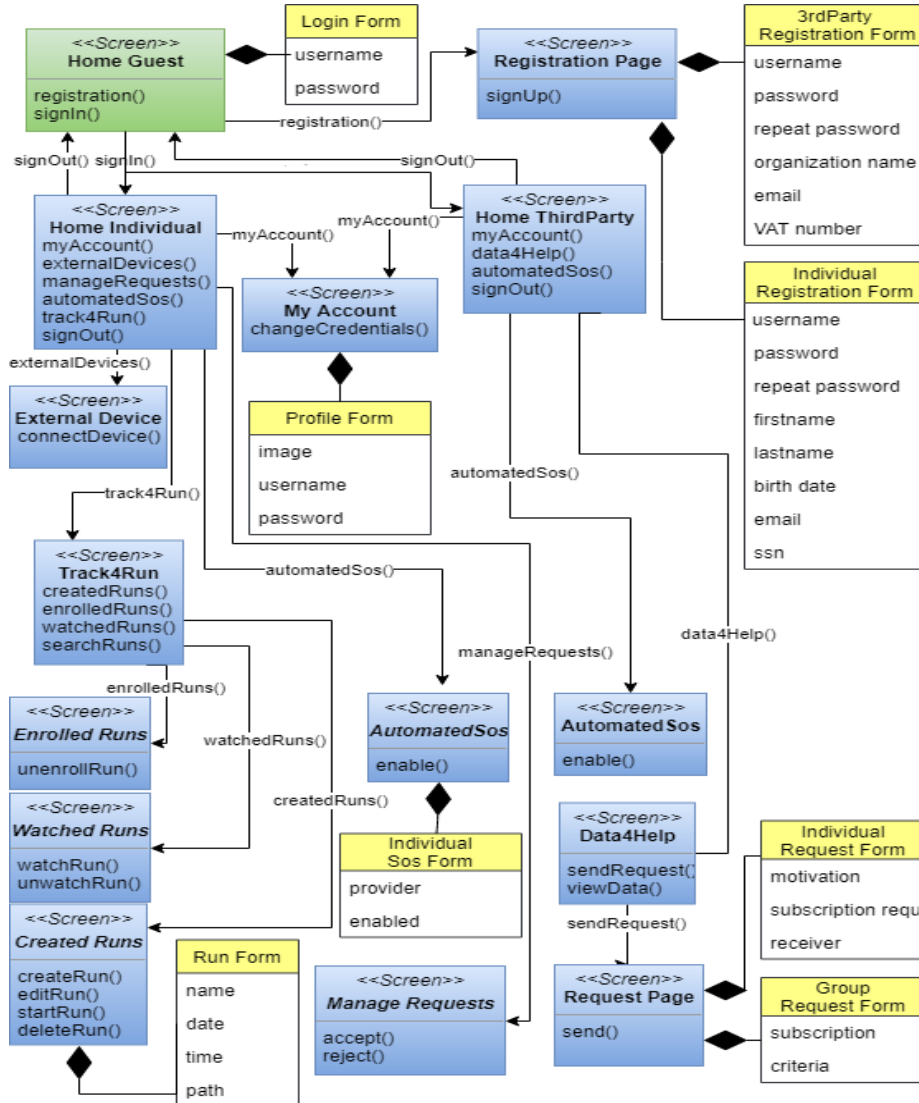 Login Form
username
password
<<Screen>>
Home Guest
registration()
signIn()
registration()
<<Screen>>
Registration Page
signUp()
3rdParty
Registration Form
username
password
repeat password
organization name
email
VAT number
signOut()
signIn()
signOut()
<<Screen>>
Home Individual
myAccount()
externalDevices()
manageRequests()
automatedSos()
track4Run()
signOut()
myAccount()
myAccount()
<<Screen>>
Home ThirdParty
myAccount()
data4Help()
automatedSos()
signOut()
<<Screen>>
My Account
changeCredentials()
Individual
Registration Form
username
password
repeat password
firstname
lastname
birth date
email
ssn
externalDevices()
<<Screen>>
External Device
connectDevice()
Profile Form
image
username
password
automatedSos()
track4Run()
<<Screen>>
Track4Run
createdRuns()
enrolledRuns()
watchedRuns()
searchRuns()
automatedSos()
manageRequests()
data4Help()
enrolledRuns()
<<Screen>>
Enrolled Runs
unenrollRun()
watchedRuns()
<<Screen>>
AutomatedSos
enable()
<<Screen>>
AutomatedSos
enable()
createdRuns()
<<Screen>>
Watched Runs
watchRun()
unwatchRun()
Individual
Sos Form
provider
enabled
<<Screen>>
Data4Help
sendRequest()
viewData()
sendRequest()
Individual
Request Form
motivation
subscription requ
receiver
<<Screen>>
Created Runs
createRun()
editRun()
startRun()
deleteRun()
Run Form
name
date
time
path
<<Screen>>
Manage Requests
accept()
reject()
<<Screen>>
Request Page
send()
Group
Request Form
subscription
criteria